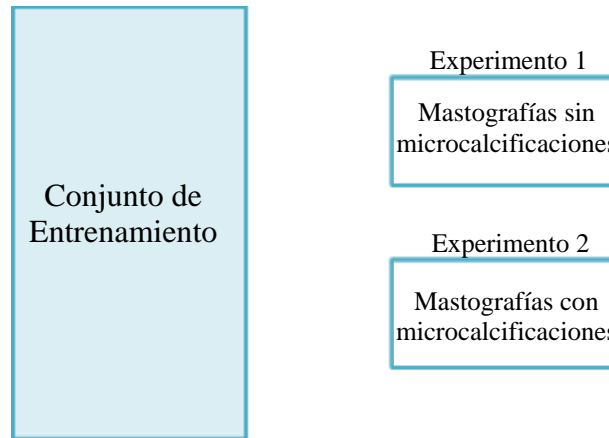 Conjunto de
Entrenamiento
Experimento 1
Mastografías sin
microcalcificaciones
Experimento 2
Mastografías con
microcalcificaciones